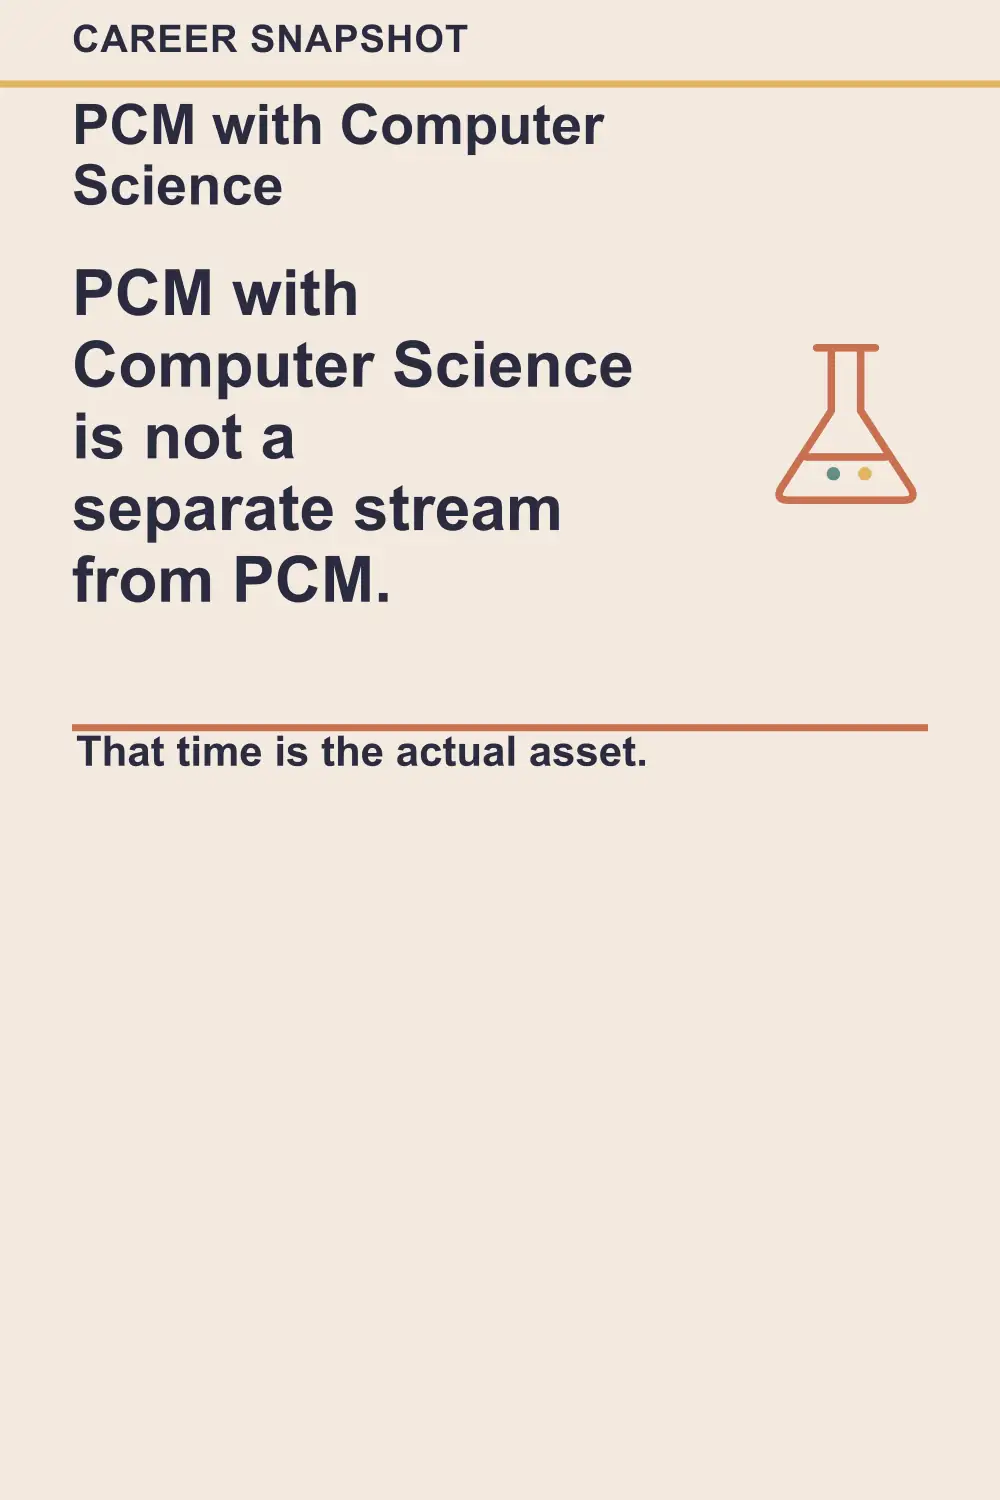 CAREER SNAPSHOT
PCM with Computer
Science
PCM with
Computer Science
is not a
separate stream
from PCM.
That time is the actual asset.